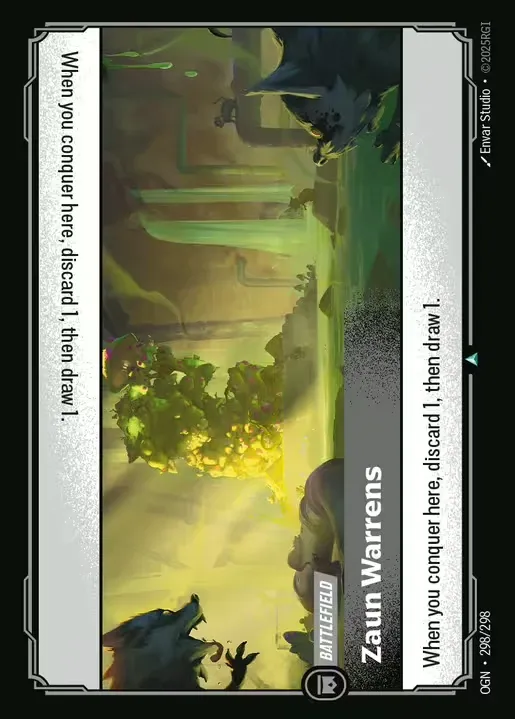 When you conquer here, discard 1, then draw 1.
BATTLEFIELD
Zaun Warrens
When you conquer here, discard 1, then draw 1.
OGN • 298/298
Envar Studio • ©2025RGI